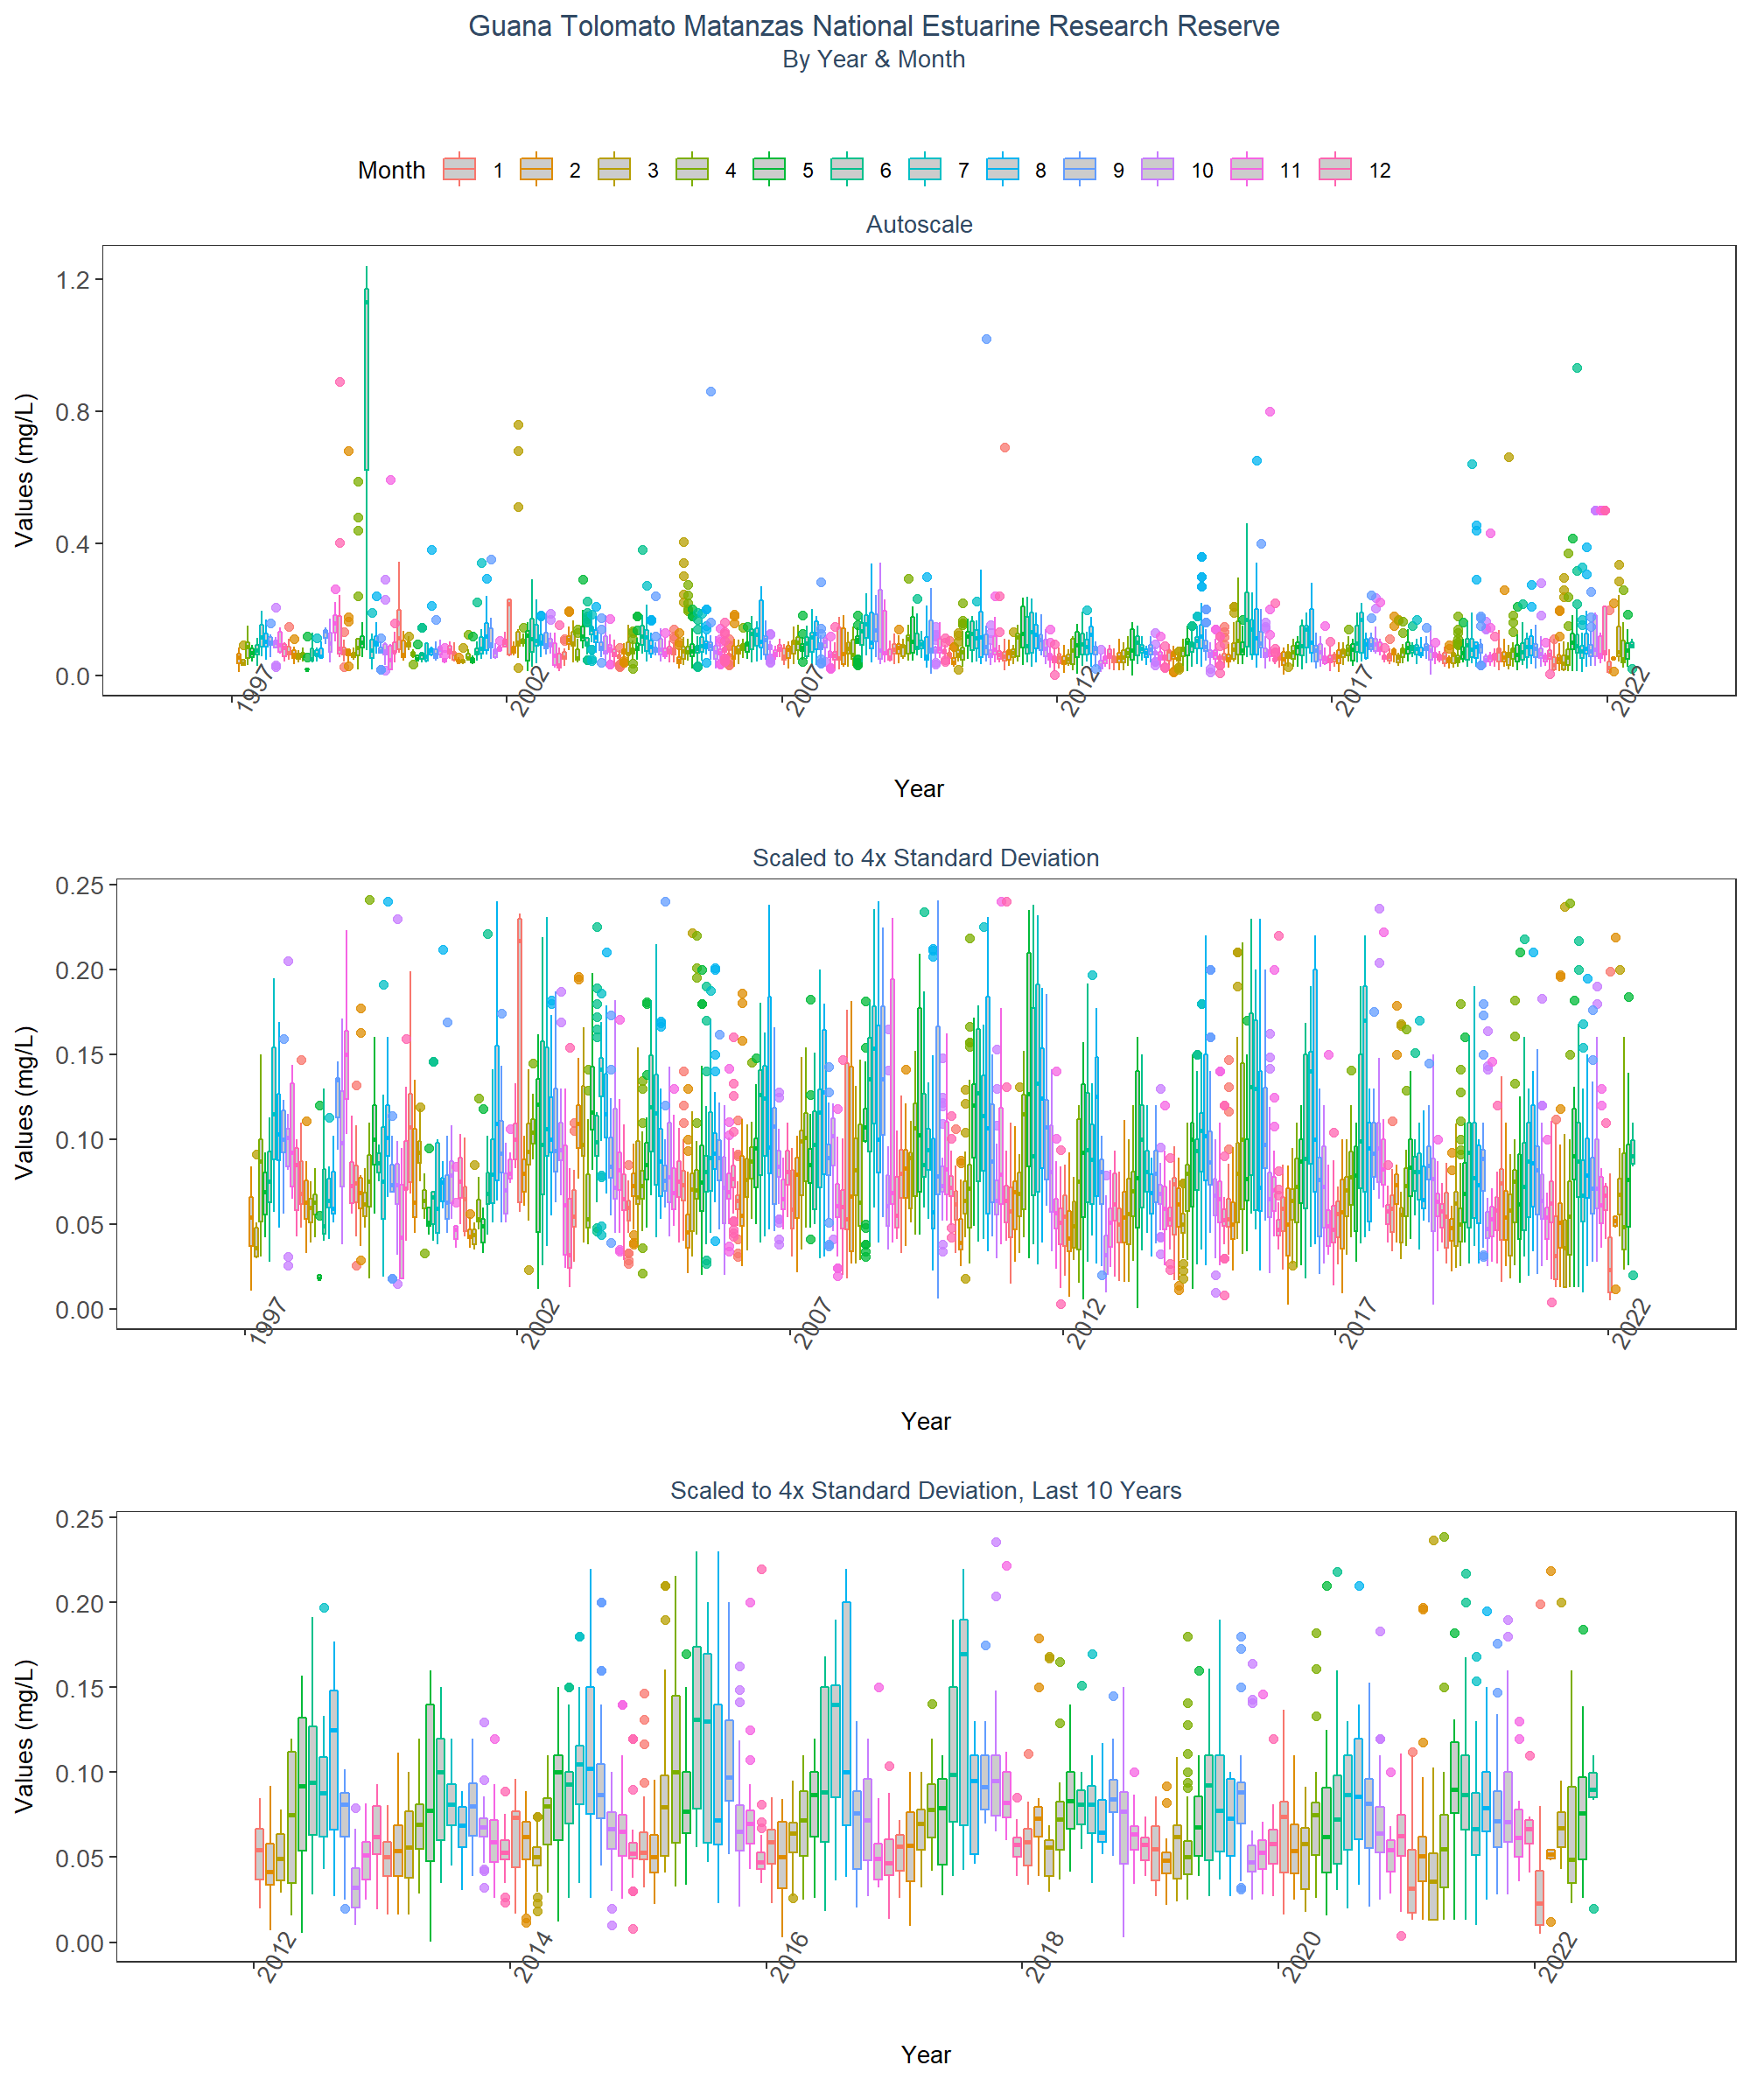 Guana Tolomato Matanzas National Estuarine Research Reserve
By Year & Month
Month 1 2 3 4 5 6 7 8 9 10 11 12
Autoscale
Values (mg/L)
1.2
0.8
0.4
0.0
1997 2002 2007 2012 2017 2022
Year
Scaled to 4x Standard Deviation
Values (mg/L)
0.25
0.20
0.15
0.10
0.05
0.00
1997 2002 2007 2012 2017 2022
Year
Scaled to 4x Standard Deviation, Last 10 Years
Values (mg/L)
0.25
0.20
0.15
0.10
0.05
0.00
2012 2014 2016 2018 2020 2022
Year